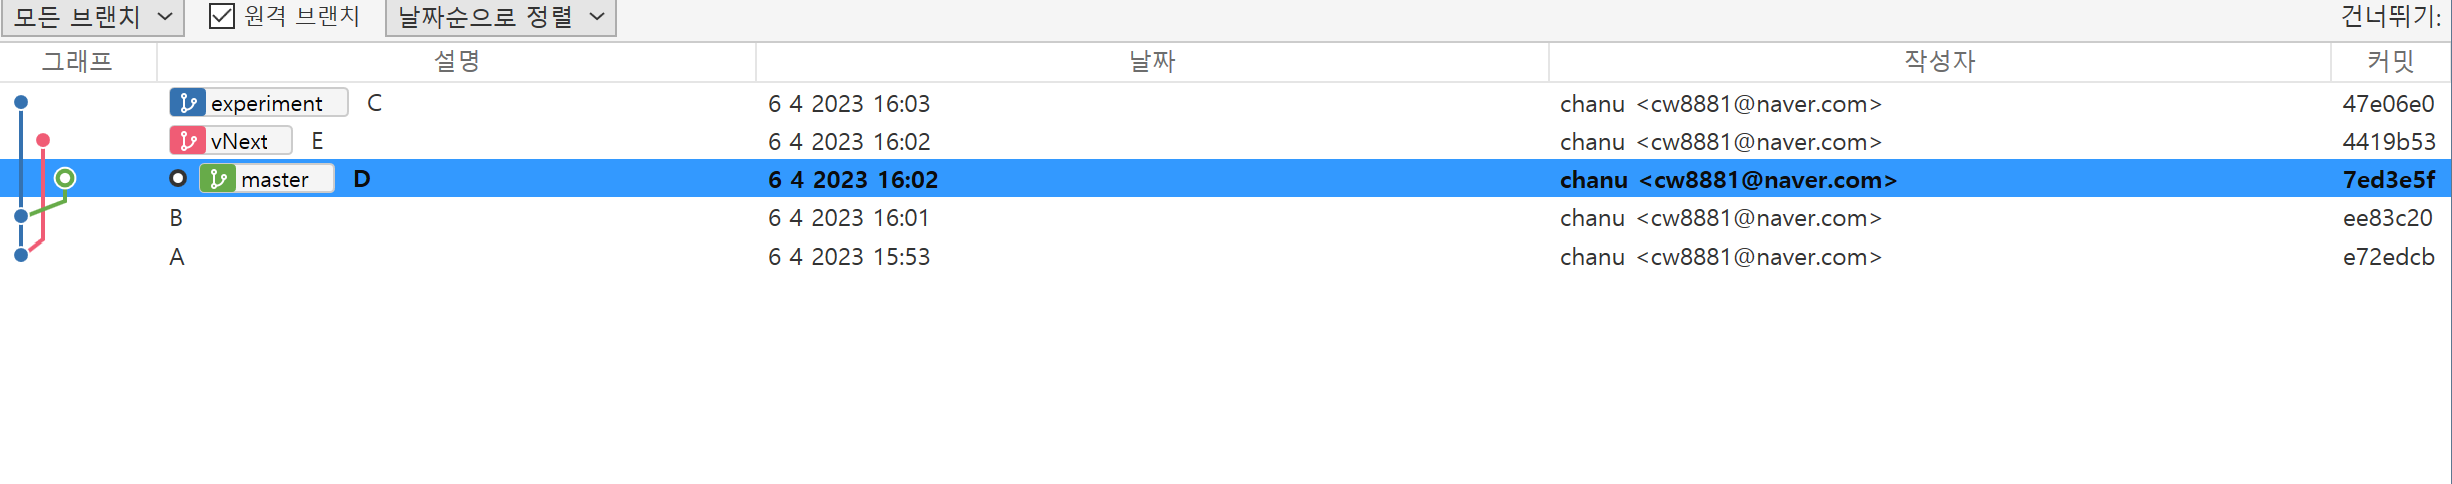 모든 브랜치 원격 브랜치 날짜순으로 정렬 건너뛰기:
그래프 설명 날짜 작성자 커밋
experiment C 6 4 2023 16:03 chanu <cw8881@naver.com> 47e06e0
vNext E 6 4 2023 16:02 chanu <cw8881@naver.com> 4419b53
master D 6 4 2023 16:02 chanu <cw8881@naver.com> 7ed3e5f
B 6 4 2023 16:01 chanu <cw8881@naver.com> ee83c20
A 6 4 2023 15:53 chanu <cw8881@naver.com> e72edcb